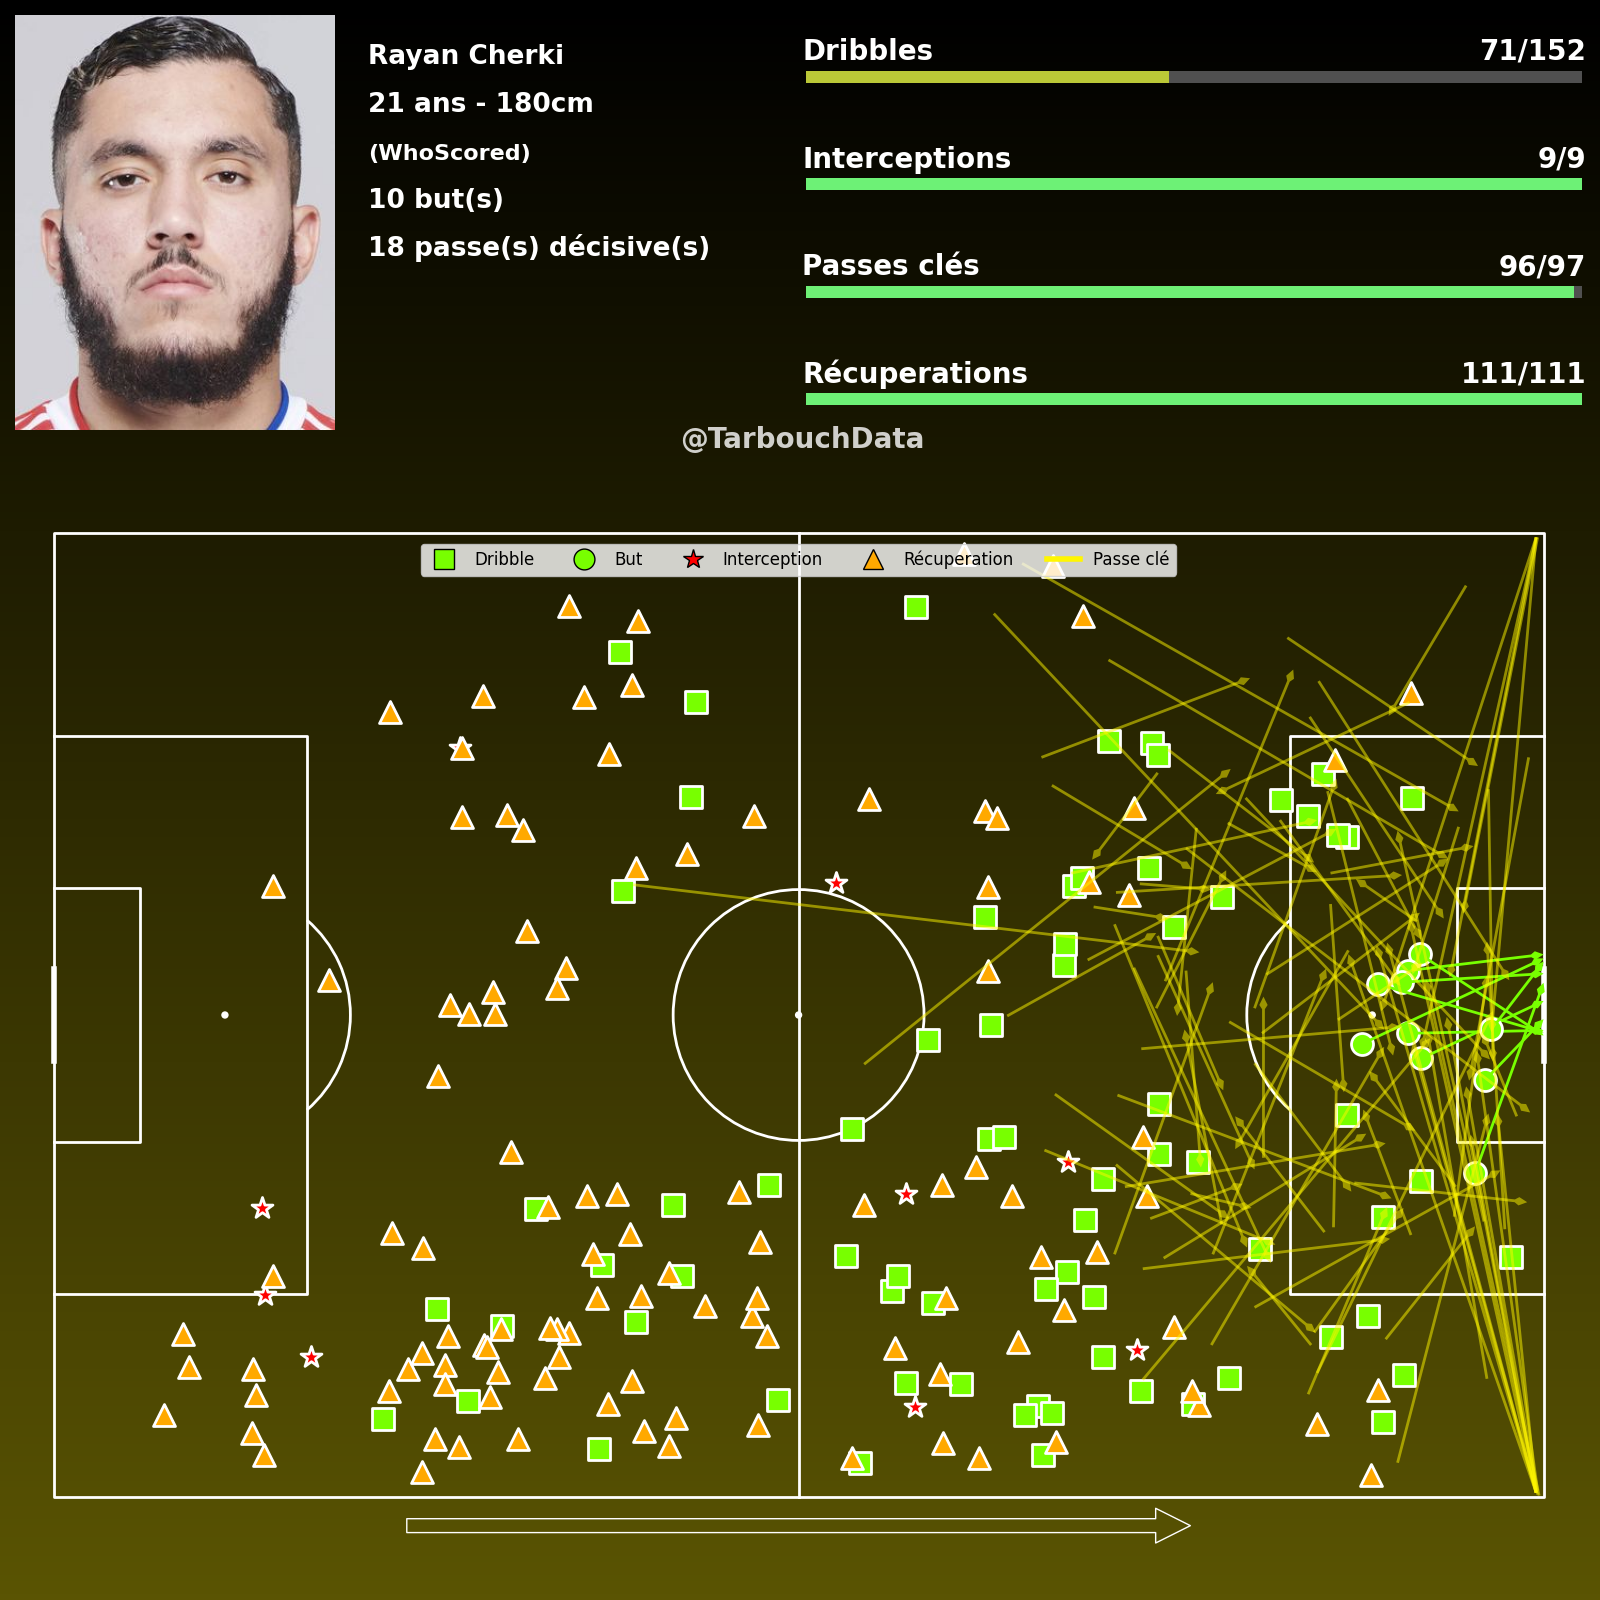 Rayan Cherki
21 ans - 180cm
(WhoScored)
10 but(s)
18 passe(s) décisive(s)
Dribbles 71/152
Interceptions 9/9
Passes clés 96/97
Récuperations 111/111
@TarbouchData
Dribble But Interception Récupération Passe clé